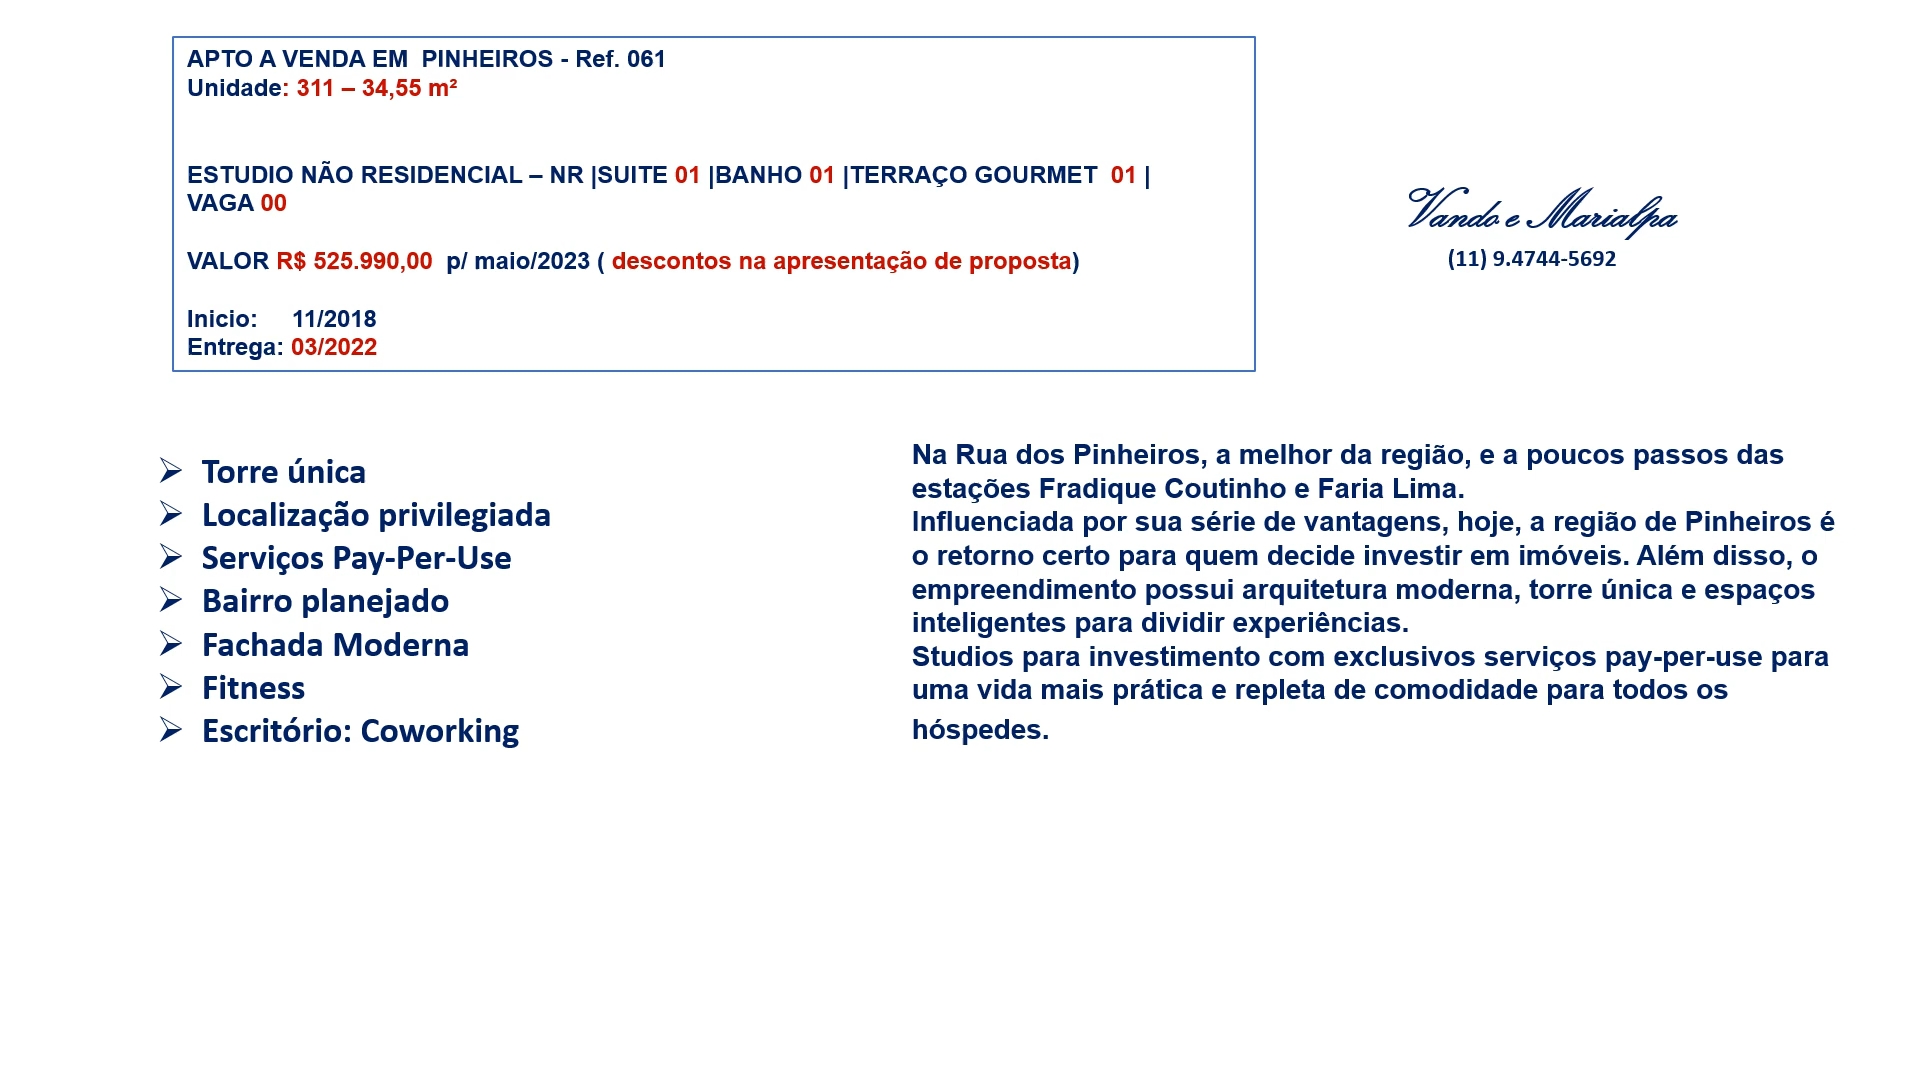 APTO A VENDA EM  PINHEIROS - Ref. 061
Unidade: 311 – 34,55 m²
ESTUDIO NÃO RESIDENCIAL – NR |SUITE 01 |BANHO 01 |TERRAÇO GOURMET  01 |
VAGA 00
VALOR R$ 525.990,00  p/ maio/2023 ( descontos na apresentação de proposta)
Inicio:     11/2018
Entrega: 03/2022
Vando e Marialpa
(11) 9.4744-5692
➢ Torre única
➢ Localização privilegiada
➢ Serviços Pay-Per-Use
➢ Bairro planejado
➢ Fachada Moderna
➢ Fitness
➢ Escritório: Coworking
Na Rua dos Pinheiros, a melhor da região, e a poucos passos das
estações Fradique Coutinho e Faria Lima.
Influenciada por sua série de vantagens, hoje, a região de Pinheiros é
o retorno certo para quem decide investir em imóveis. Além disso, o
empreendimento possui arquitetura moderna, torre única e espaços
inteligentes para dividir experiências.
Studios para investimento com exclusivos serviços pay-per-use para
uma vida mais prática e repleta de comodidade para todos os
hóspedes.